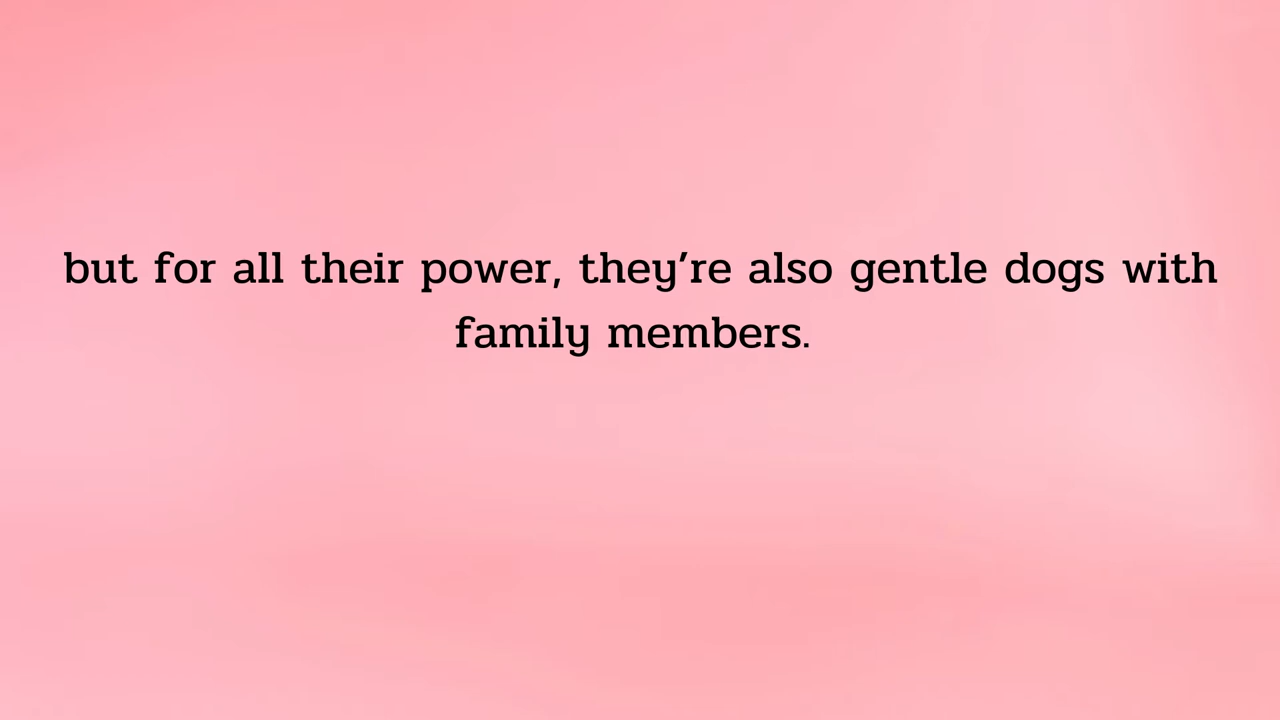 but for all their power, they’re also gentle dogs with
family members.